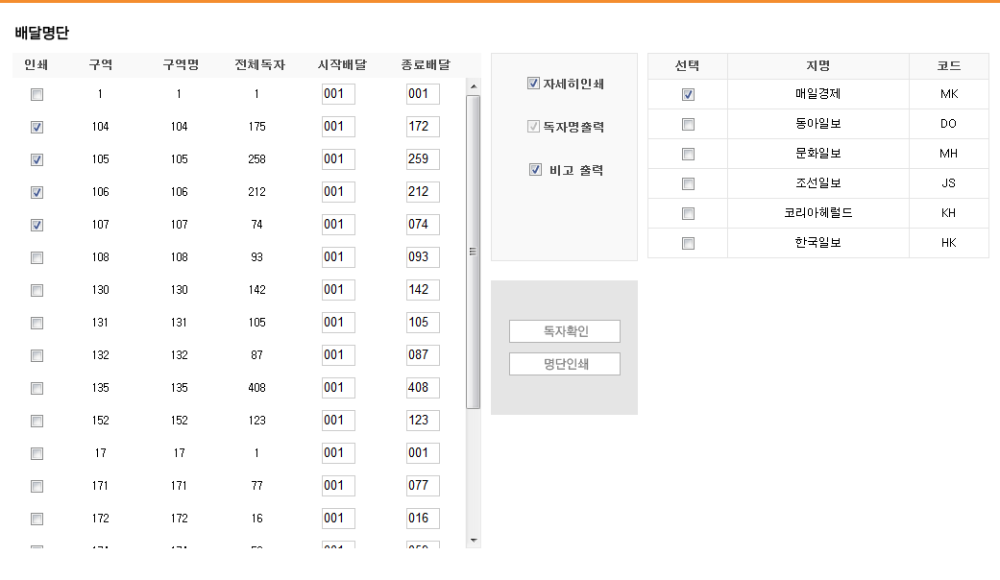 배달명단
인쇄 구역 구역명 전체독자 시작배달 종료배달
1 1 1 001 001
104 104 175 001 172
105 105 258 001 259
106 106 212 001 212
107 107 74 001 074
108 108 93 001 093
130 130 142 001 142
131 131 105 001 105
132 132 87 001 087
135 135 408 001 408
152 152 123 001 123
17 17 1 001 001
171 171 77 001 077
172 172 16 001 016
자세히인쇄
독자명출력
비고 출력
독자확인
명단인쇄
선택 지명 코드
매일경제 MK
동아일보 DO
문화일보 MH
조선일보 JS
코리아헤럴드 KH
한국일보 HK